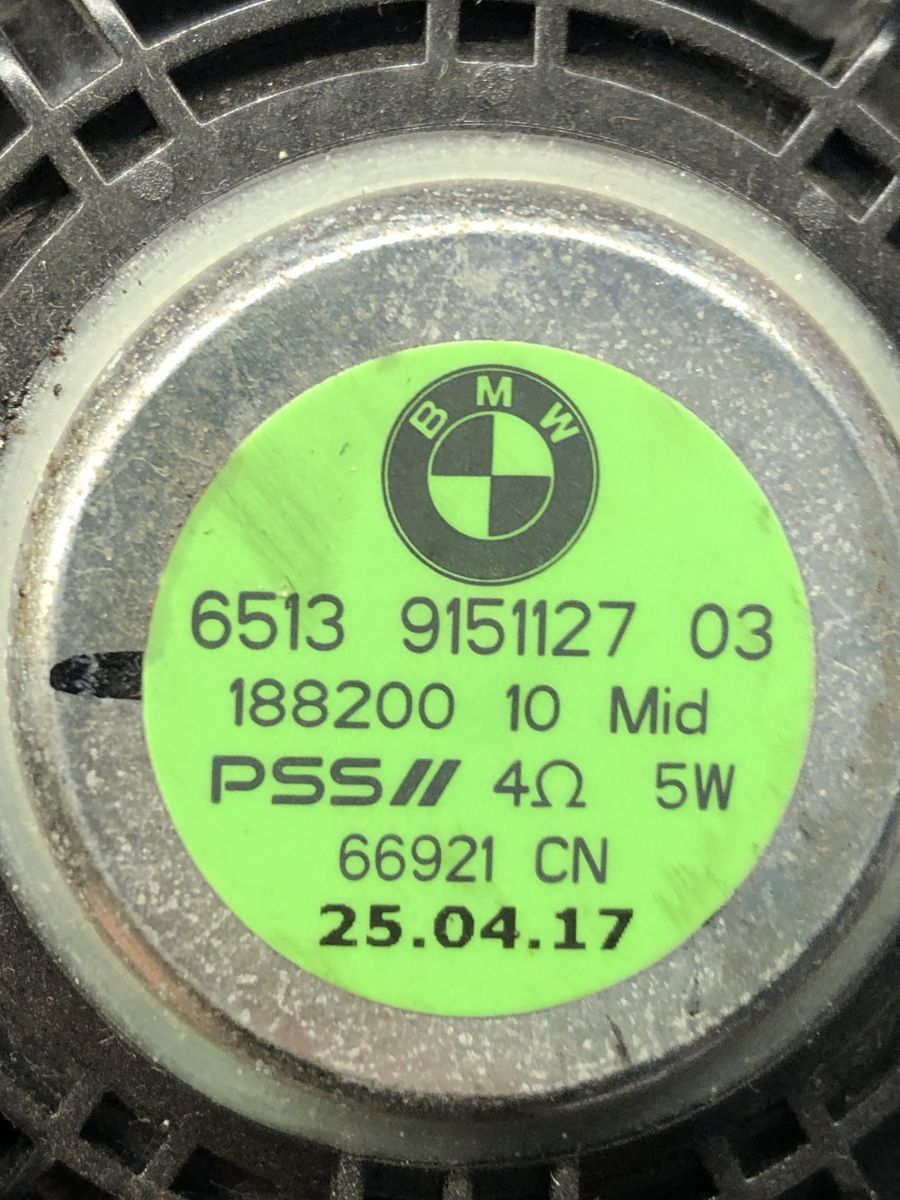 BMW
6513 9151127 03
188200 10 Mid
PSS// 4Ω 5W
66921 CN
25.04.17